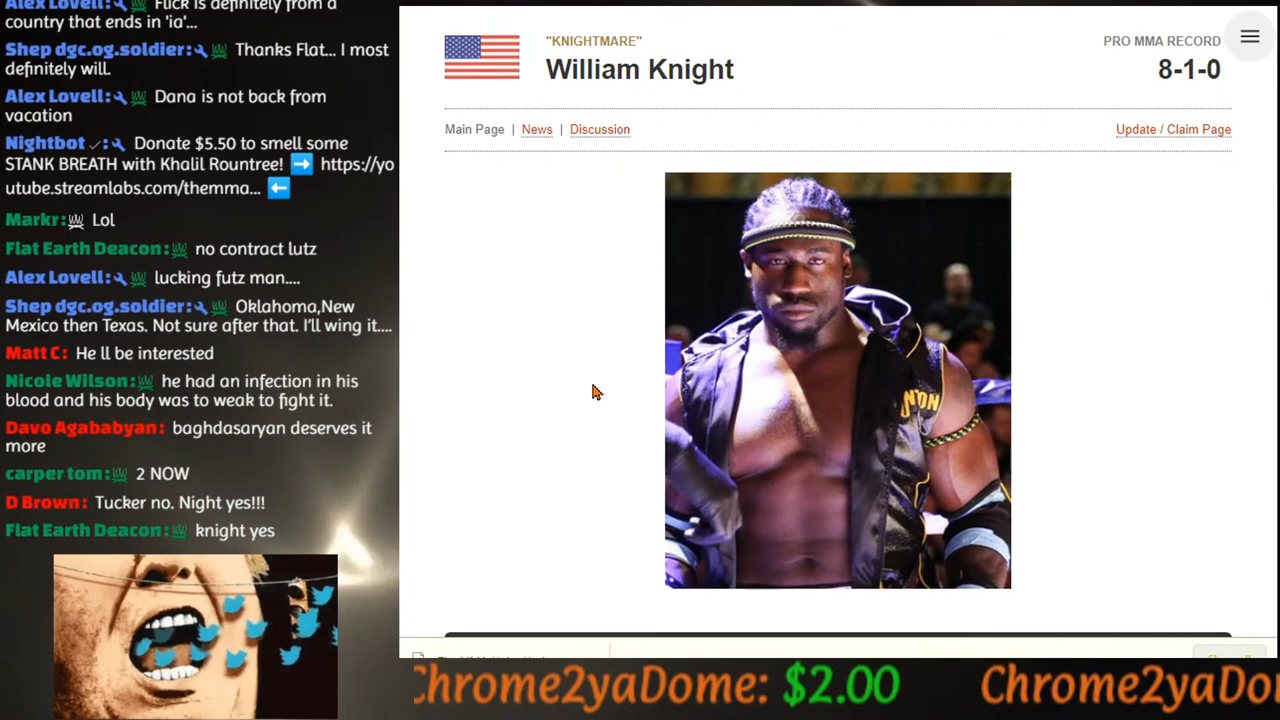 Alex Lovell: Flick is definitely from a
country that ends in 'ia'...
Shep dgc.og.soldier: Thanks Flat... I most
definitely will.
Alex Lovell: Dana is not back from
vacation
Nightbot: Donate $5.50 to smell some
STANK BREATH with Khalil Rountree! https://yo
utube.streamlabs.com/themma...
Markr: Lol
Flat Earth Deacon: no contract lutz
Alex Lovell: lucking futz man....
Shep dgc.og.soldier: Oklahoma,New
Mexico then Texas. Not sure after that. I'll wing it....
Matt C: He ll be interested
Nicole Wilson: he had an infection in his
blood and his body was to weak to fight it.
Davo Agababyan: baghdasaryan deserves it
more
carper tom: 2 NOW
D Brown: Tucker no. Night yes!!!
Flat Earth Deacon: knight yes
"KNIGHTMARE"
William Knight
PRO MMA RECORD
8-1-0
Main Page | News | Discussion
Update / Claim Page
Chrome2yaDome: $2.00 Chrome2yaDo